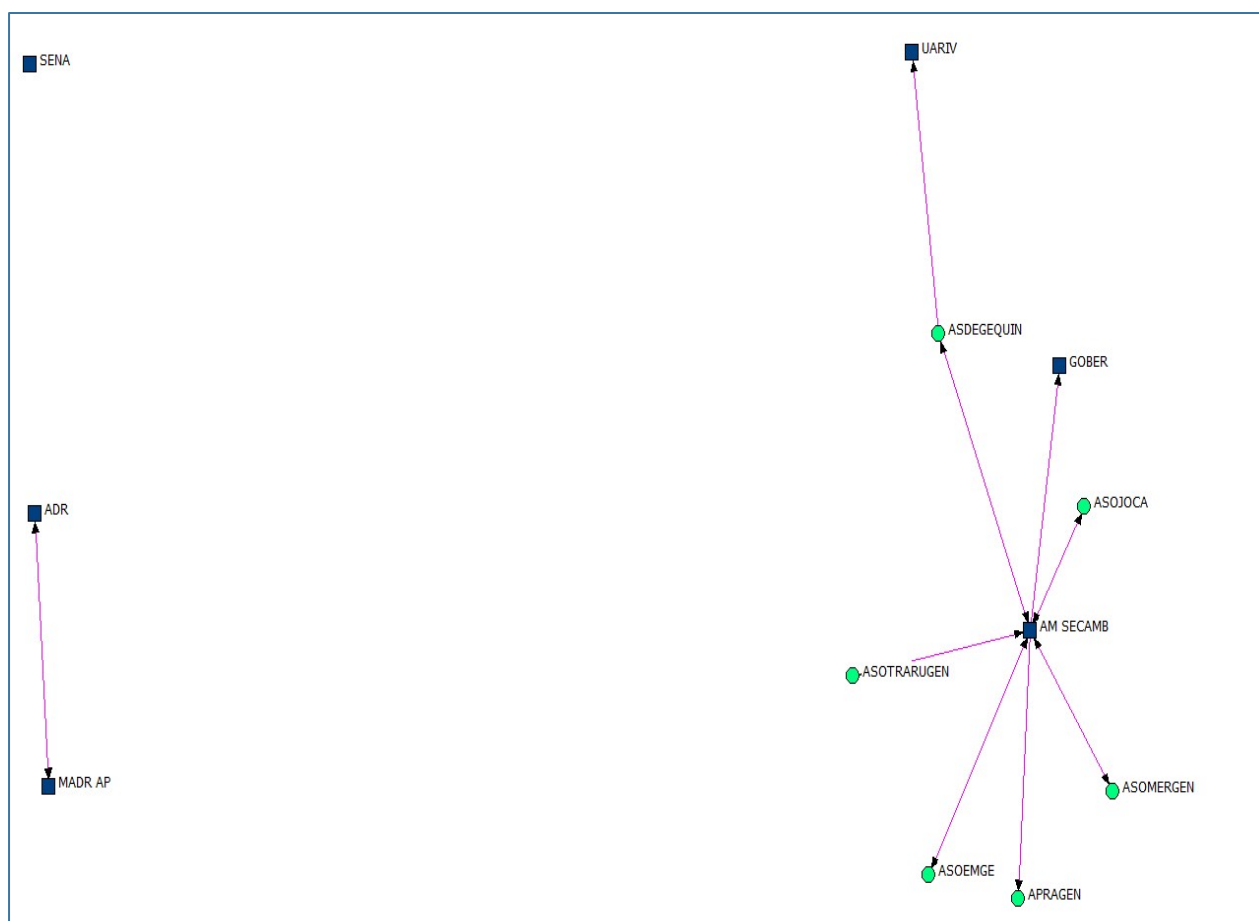 UARIV
SENA
ASDEGEQUIN
GOBER
ASOJOCA
ADR
AM SECAMB
ASOTRARUGEN
MADR AP
ASOMERGEN
ASOEMGE
APRAGEN